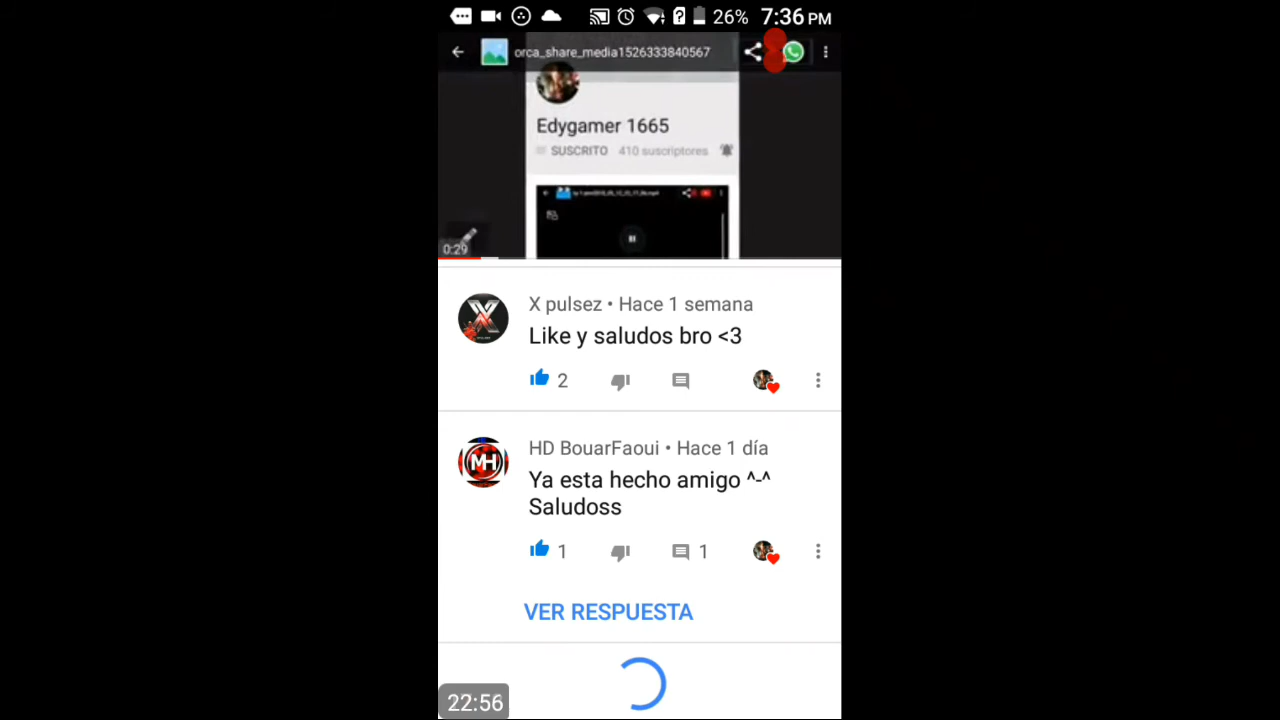 26% 7:36 PM
orca_share_media1526333840567
Edygamer 1665
SUSCRITO 410 suscriptores
0:29
X pulsez • Hace 1 semana
Like y saludos bro <3
2
MH
HD BouarFaoui • Hace 1 día
Ya esta hecho amigo ^-^
Saludoss
1 1
VER RESPUESTA
22:56